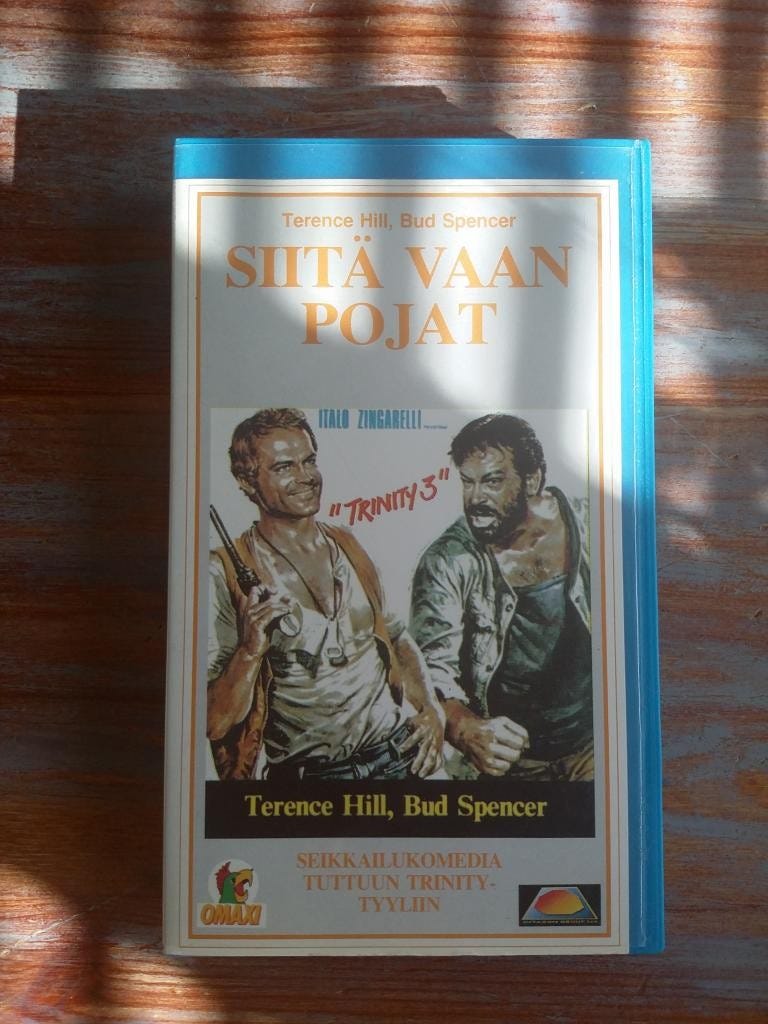 Terence Hill, Bud Spencer
SIITÄ VAAN
POJAT
ITALO ZINGARELLI
"TRINITY 3"
Terence Hill, Bud Spencer
SEIKKAILUKOMEDIA
TUTTUUN TRINITY-
TYYLIIN
OMAXI